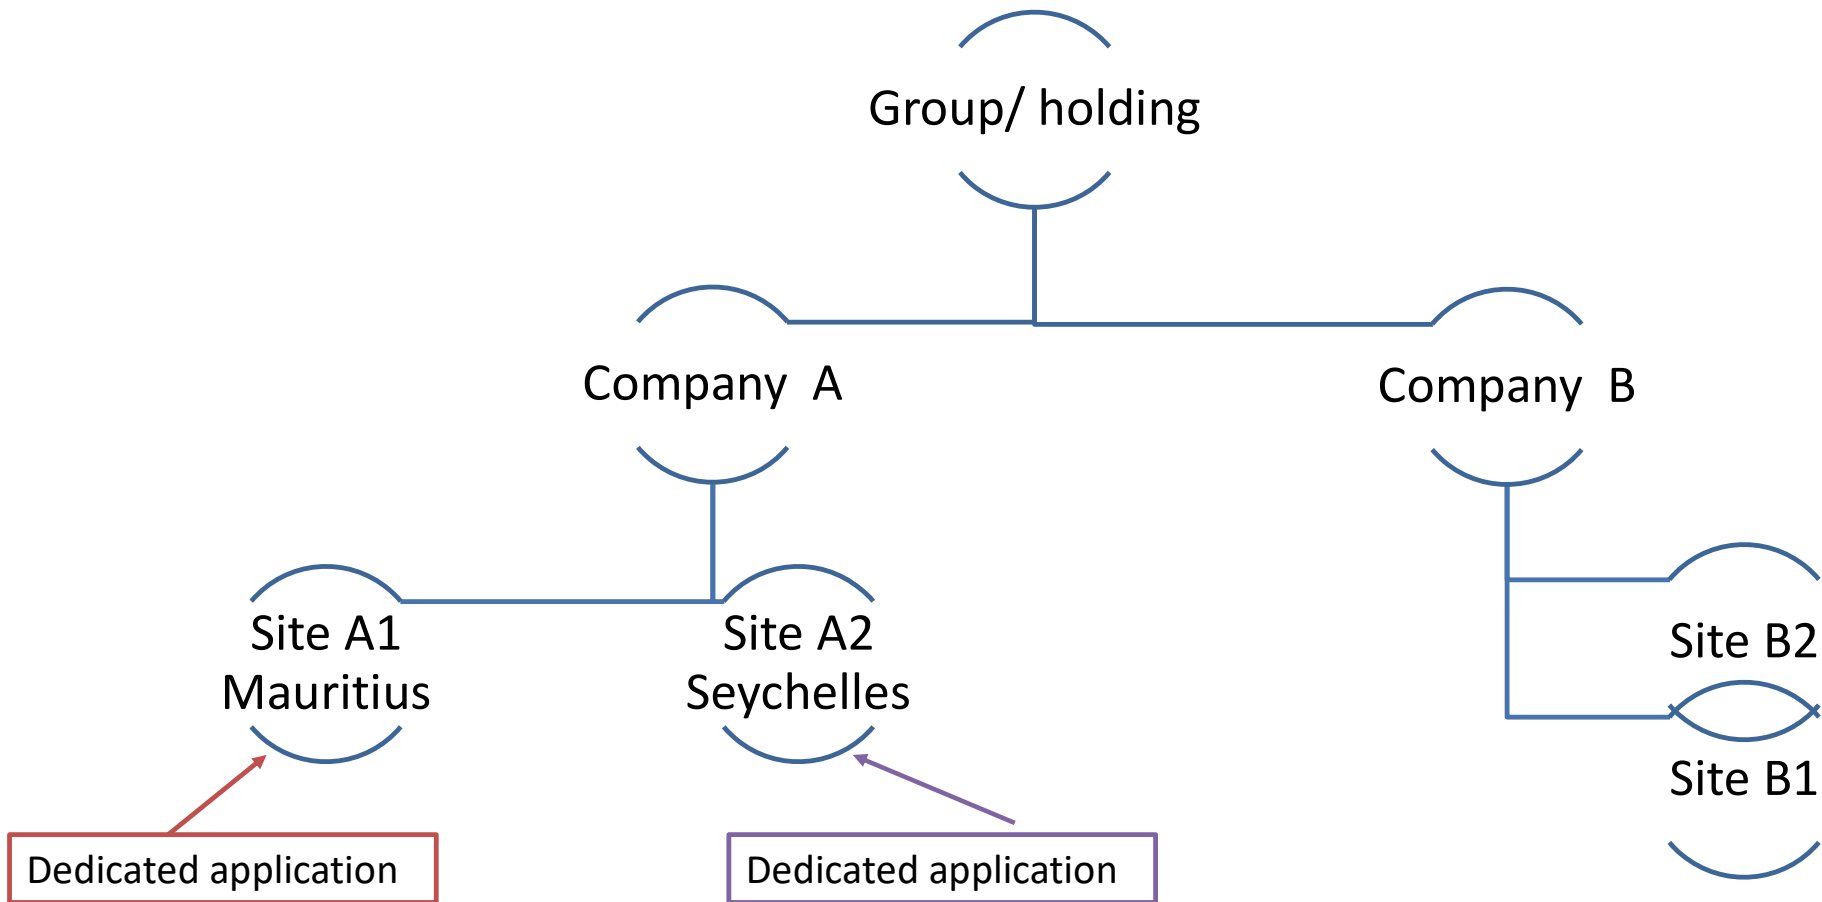 Group/ holding
Company  A
Company  B
Site A1
Mauritius
Site A2
Seychelles
Site B2
Site B1
Dedicated application
Dedicated application